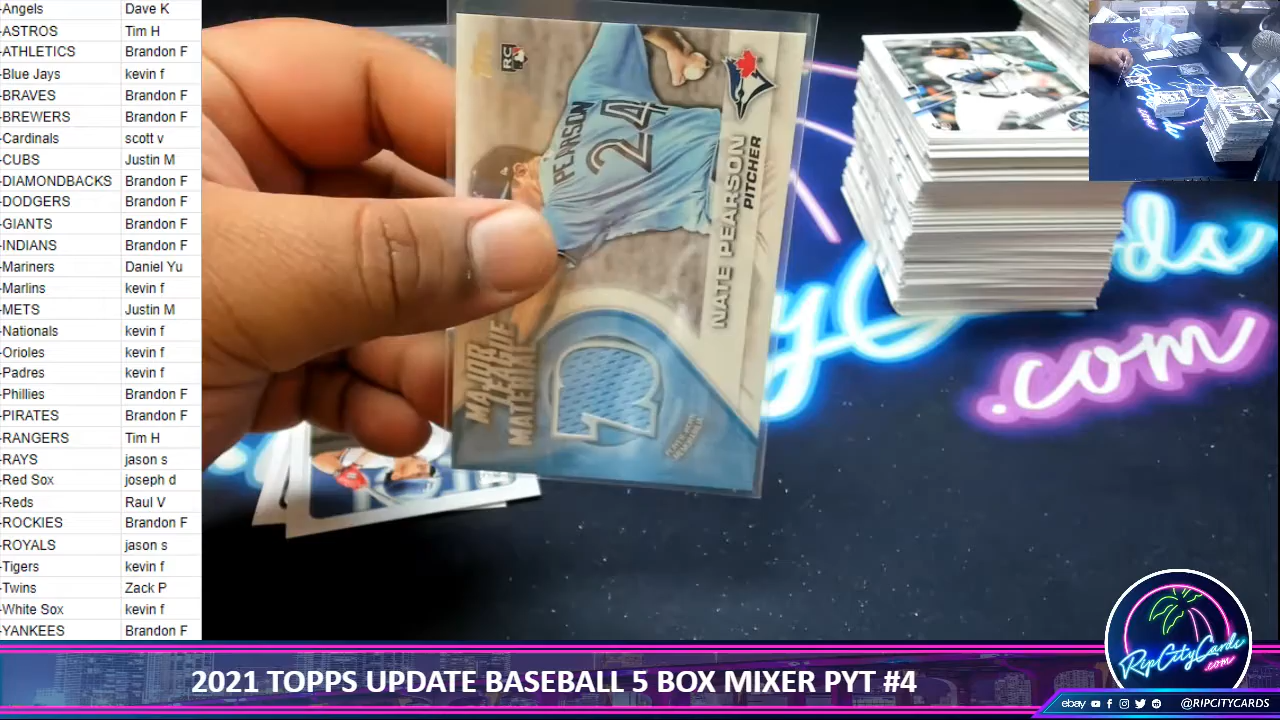 -Angels Dave K
-ASTROS Tim H
-ATHLETICS Brandon F
-Blue Jays kevin f
-BRAVES Brandon F
-BREWERS Brandon F
-Cardinals scott v
-CUBS Justin M
-DIAMONDBACKS Brandon F
-DODGERS Brandon F
-GIANTS Brandon F
-INDIANS Brandon F
-Mariners Daniel Yu
-Marlins kevin f
-METS Justin M
-Nationals kevin f
-Orioles kevin f
-Padres kevin f
-Phillies Brandon F
-PIRATES Brandon F
-RANGERS Tim H
-RAYS jason s
-Red Sox joseph d
-Reds Raul V
-ROCKIES Brandon F
-ROYALS jason s
-Tigers kevin f
-Twins Zack P
-White Sox kevin f
-YANKEES Brandon F
RC
PEARSON
24
NATE PEARSON
PITCHER
MAJOR
LEAGUE
MATERIAL
ds
.com
RipCityCards
.com
2021 TOPPS UPDATE BASEBALL 5 BOX MIXER PYT #4
ebay @RIPCITYCARDS